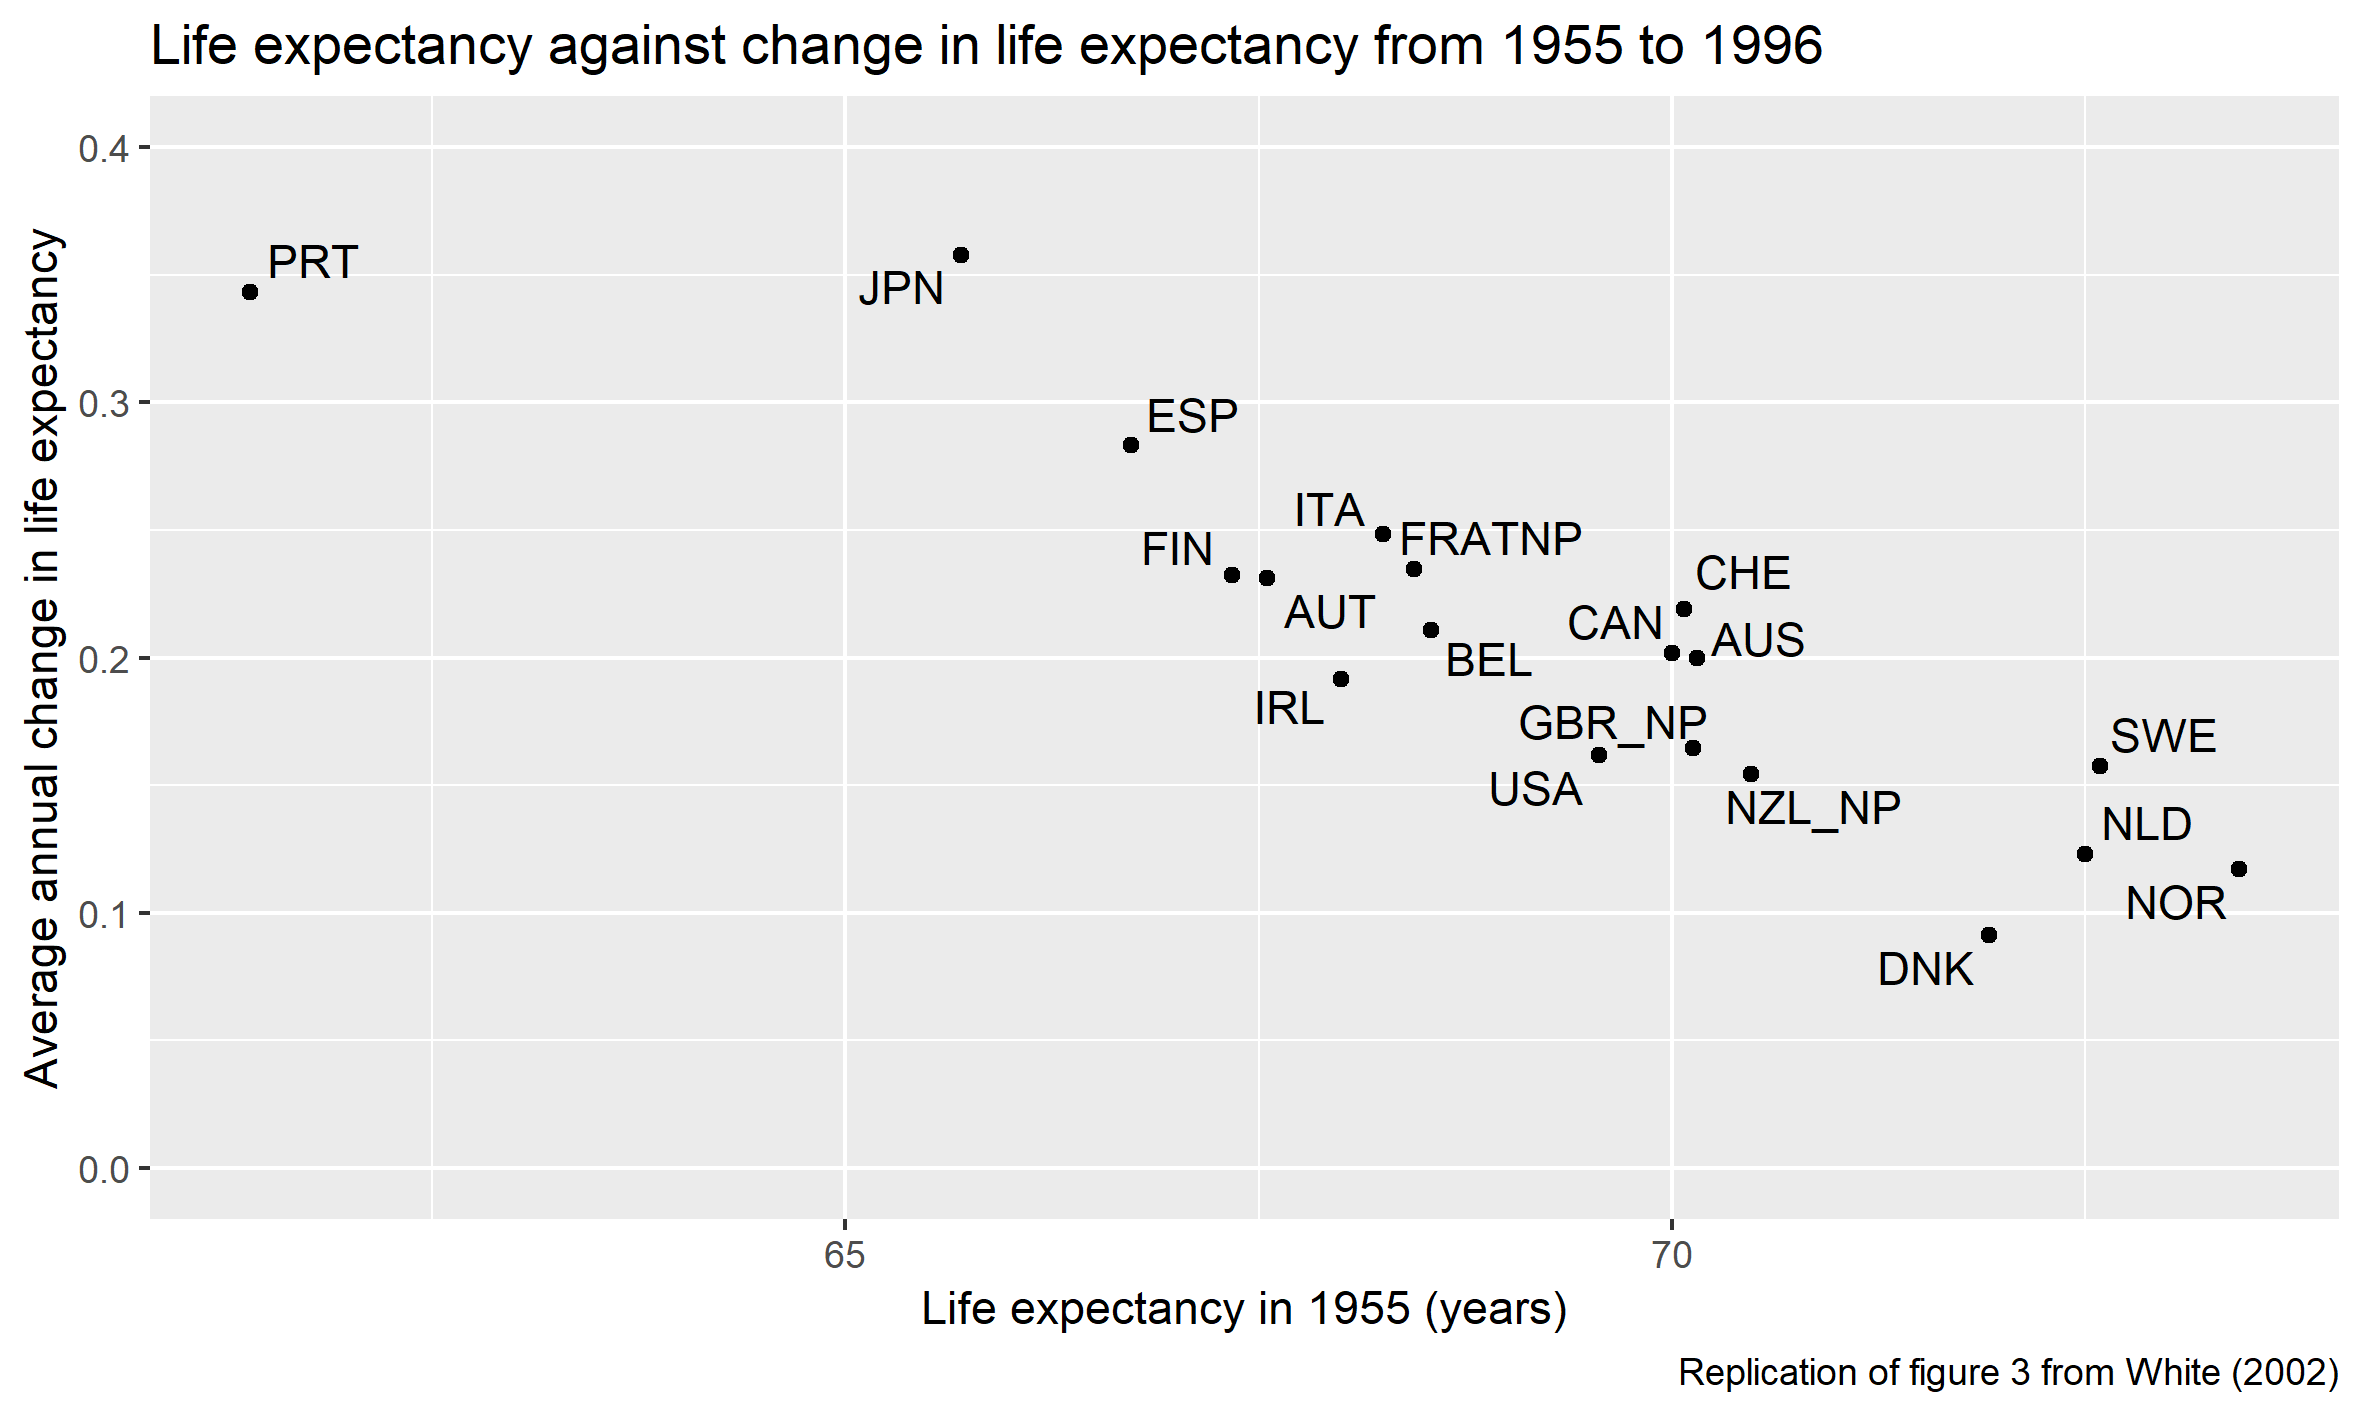 Life expectancy against change in life expectancy from 1955 to 1996
Average annual change in life expectancy
0.4
0.3
0.2
0.1
0.0
PRT
JPN
ESP
ITA
FRATNP
FIN
CHE
AUT
CAN
AUS
BEL
IRL
GBR_NP
SWE
USA
NZL_NP
NLD
NOR
DNK
65
70
Life expectancy in 1955 (years)
Replication of figure 3 from White (2002)